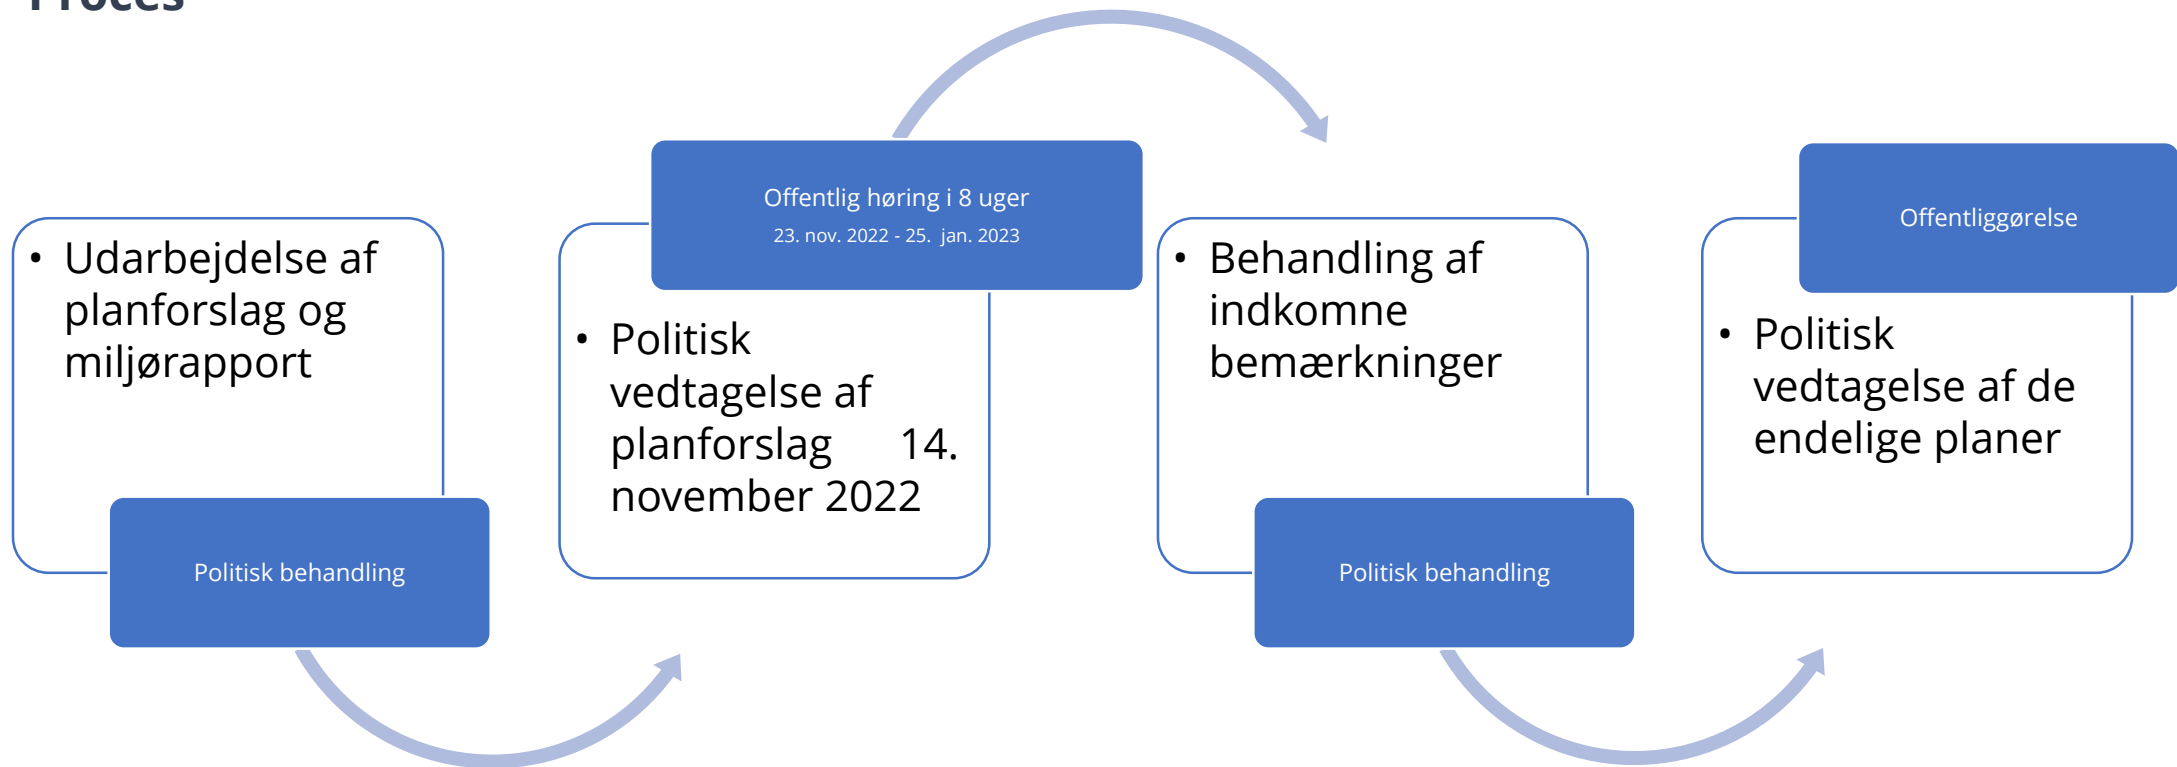 Proces
• Udarbejdelse af
planforslag og
miljørapport
Politisk behandling
Offentlig høring i 8 uger
23. nov. 2022 - 25. jan. 2023
• Politisk
vedtagelse af
planforslag 14.
november 2022
• Behandling af
indkomne
bemærkninger
Politisk behandling
Offentliggørelse
• Politisk
vedtagelse af de
endelige planer